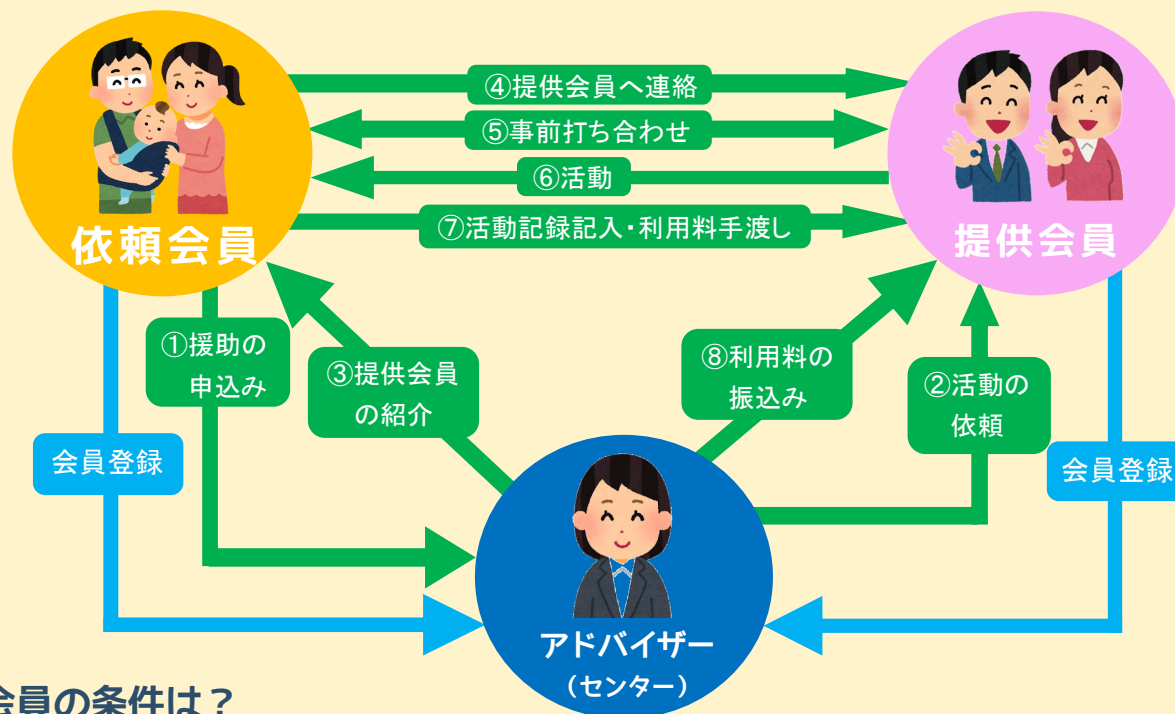 ④提供会員へ連絡
⑤事前打ち合わせ
⑥活動
⑦活動記録記入・利用料手渡し
依頼会員
提供会員
①援助の
申込み
③提供会員
の紹介
⑧利用料の
振込み
②活動の
依頼
会員登録
会員登録
アドバイザー
（センター）
会員の条件は？